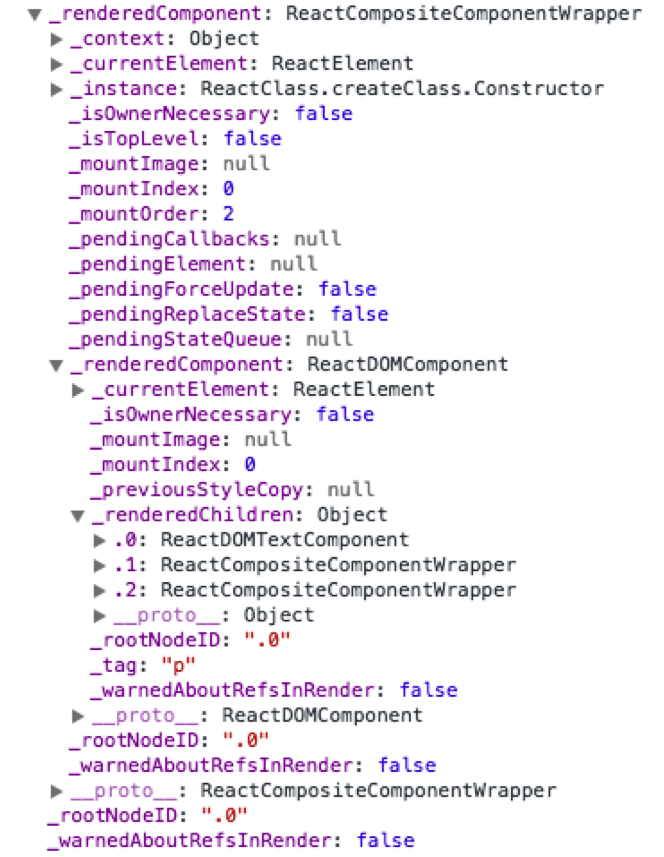 ▼ _renderedComponent: ReactCompositeComponentWrapper
▶ _context: Object
▶ _currentElement: ReactElement
▶ _instance: ReactClass.createClass.Constructor
_isOwnerNecessary: false
_isTopLevel: false
_mountImage: null
_mountIndex: 0
_mountOrder: 2
_pendingCallbacks: null
_pendingElement: null
_pendingForceUpdate: false
_pendingReplaceState: false
_pendingStateQueue: null
▼ _renderedComponent: ReactDOMComponent
▶ _currentElement: ReactElement
_isOwnerNecessary: false
_mountImage: null
_mountIndex: 0
_previousStyleCopy: null
▼ _renderedChildren: Object
▶ .0: ReactDOMTextComponent
▶ .1: ReactCompositeComponentWrapper
▶ .2: ReactCompositeComponentWrapper
▶ __proto__: Object
_rootNodeID: ".0"
_tag: "p"
_warnedAboutRefsInRender: false
▶ __proto__: ReactDOMComponent
_rootNodeID: ".0"
_warnedAboutRefsInRender: false
▶ __proto__: ReactCompositeComponentWrapper
_rootNodeID: ".0"
_warnedAboutRefsInRender: false